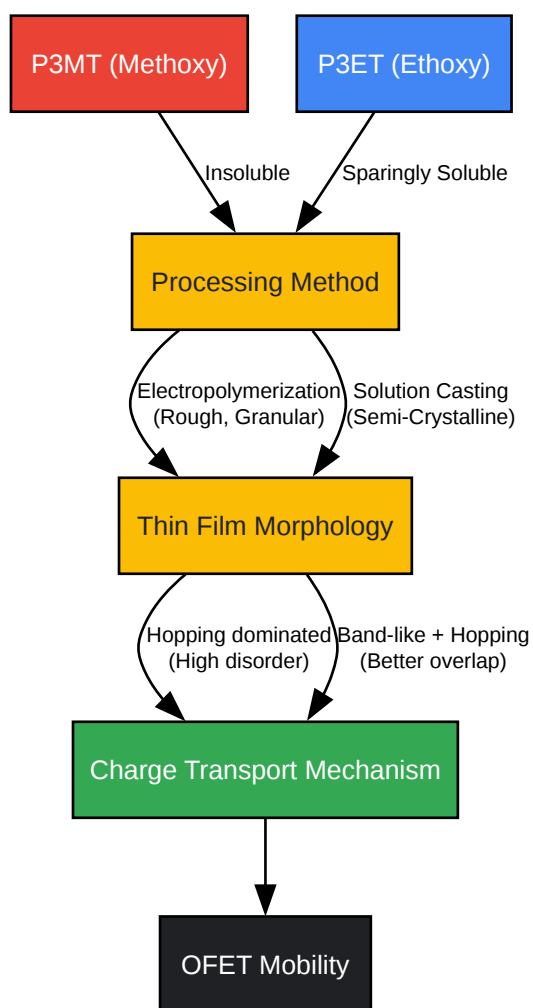 P3MT (Methoxy)
P3ET (Ethoxy)
Insoluble
Sparingly Soluble
Processing Method
Electropolymerization
(Rough, Granular)
Solution Casting
(Semi-Crystalline)
Thin Film Morphology
Hopping dominated
(High disorder)
Band-like + Hopping
(Better overlap)
Charge Transport Mechanism
OFET Mobility